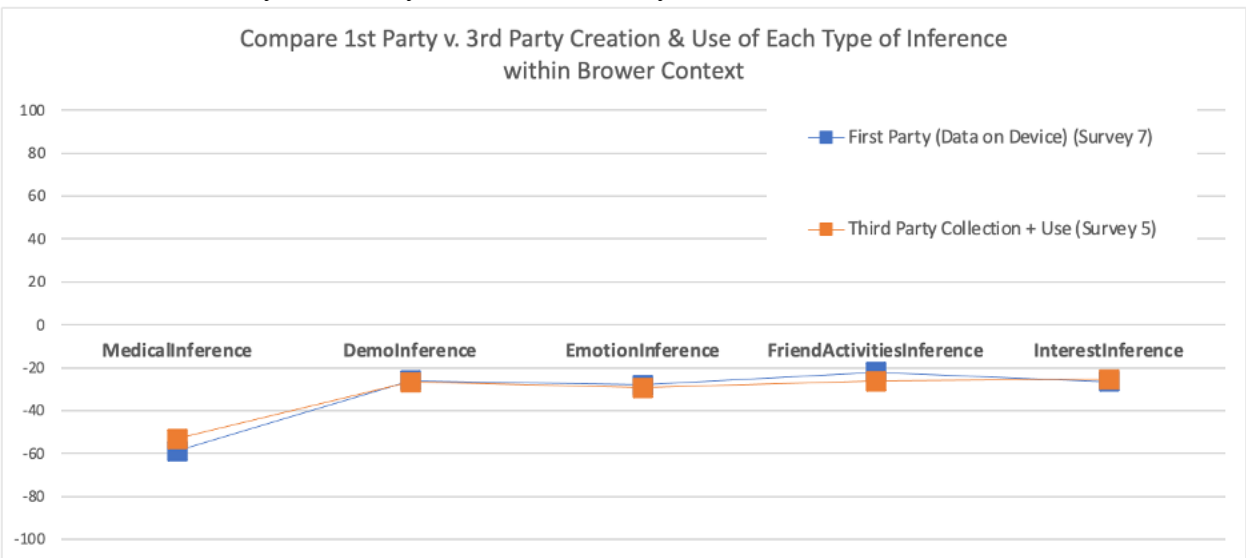 Compare 1st Party v. 3rd Party Creation & Use of Each Type of Inference
within Brower Context
100
80
60
40
20
0
-20
-40
-60
-80
-100
First Party (Data on Device) (Survey 7)
Third Party Collection + Use (Survey 5)
MedicalInference DemoInference EmotionInference FriendActivitiesInference InterestInference